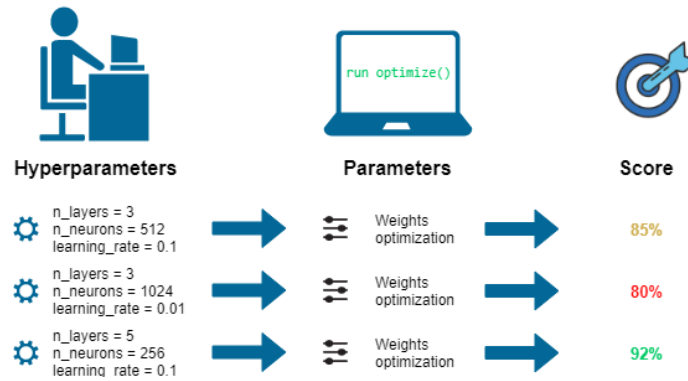 run optimize()
Hyperparameters
Parameters
Score
n_layers = 3
n_neurons = 512
learning_rate = 0.1
Weights
optimization
85%
n_layers = 3
n_neurons = 1024
learning_rate = 0.01
Weights
optimization
80%
n_layers = 5
n_neurons = 256
learning_rate = 0.1
Weights
optimization
92%